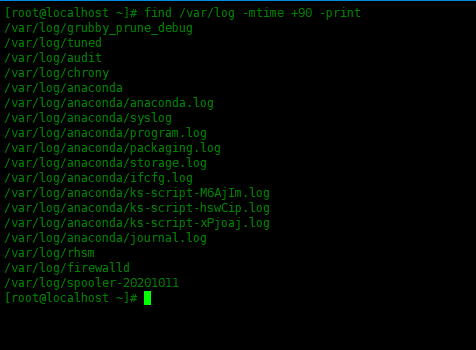 [root@localhost ~]# find /var/log -mtime +90 -print
/var/log/grubby_prune_debug
/var/log/tuned
/var/log/audit
/var/log/chrony
/var/log/anaconda
/var/log/anaconda/anaconda.log
/var/log/anaconda/syslog
/var/log/anaconda/program.log
/var/log/anaconda/packaging.log
/var/log/anaconda/storage.log
/var/log/anaconda/ifcfg.log
/var/log/anaconda/ks-script-M6AjIm.log
/var/log/anaconda/ks-script-hswCip.log
/var/log/anaconda/ks-script-xPjoaj.log
/var/log/anaconda/journal.log
/var/log/rhsm
/var/log/firewalld
/var/log/spooler-20201011
[root@localhost ~]#